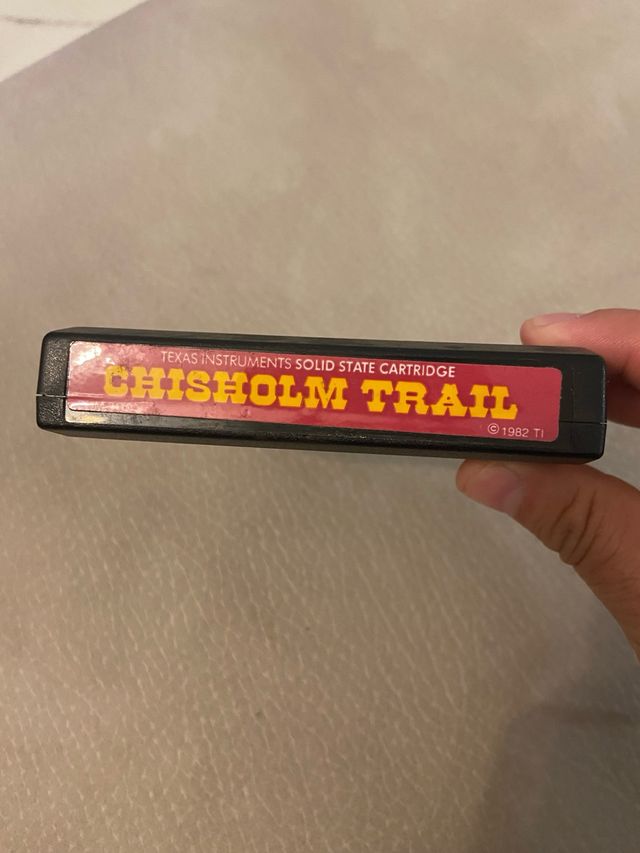 TEXAS INSTRUMENTS SOLID STATE CARTRIDGE
CHISHOLM TRAIL
© 1982 TI